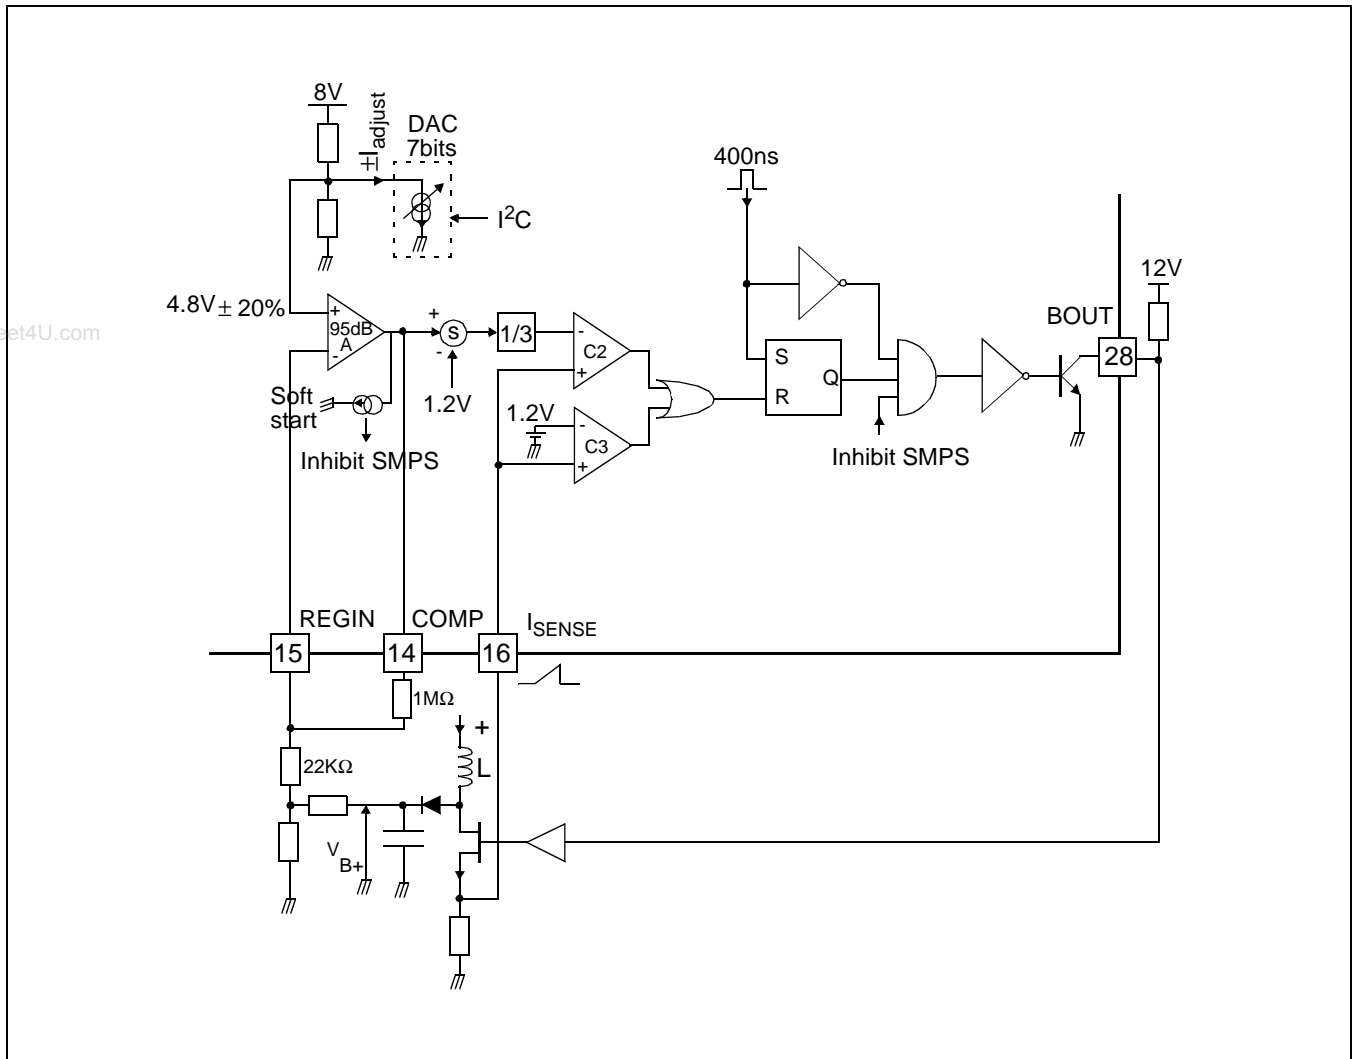 8V
±Iadjust
DAC
7bits
I2C
400ns
12V
BOUT
28
4.8V ± 20%
eet4U.com
+
95dB
A
-
+
S
-
1/3
-
C2
+
S
R
Q
Soft
start
1.2V
1.2V
-
C3
+
Inhibit SMPS
Inhibit SMPS
REGIN
COMP
ISENSE
15
14
16
1MΩ
+
22KΩ
L
VB+